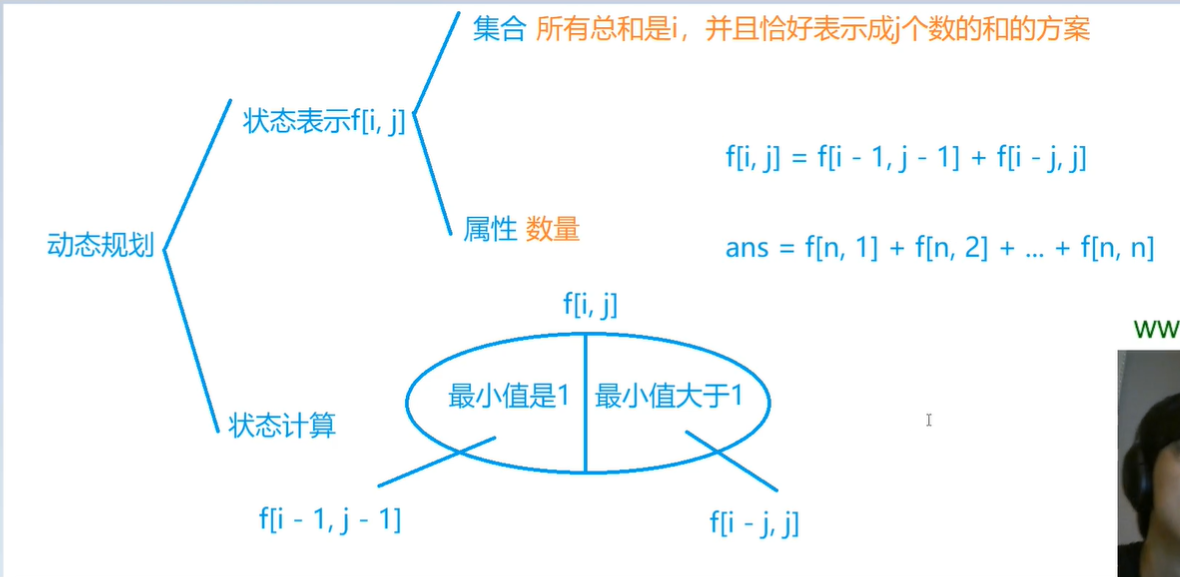 集合 所有总和是i，并且恰好表示成j个数的和的方案
状态表示f[i, j]
f[i, j] = f[i - 1, j - 1] + f[i - j, j]
属性 数量
动态规划
ans = f[n, 1] + f[n, 2] + ... + f[n, n]
f[i, j]
ww
最小值是1
最小值大于1
状态计算
f[i - 1, j - 1]
f[i - j, j]